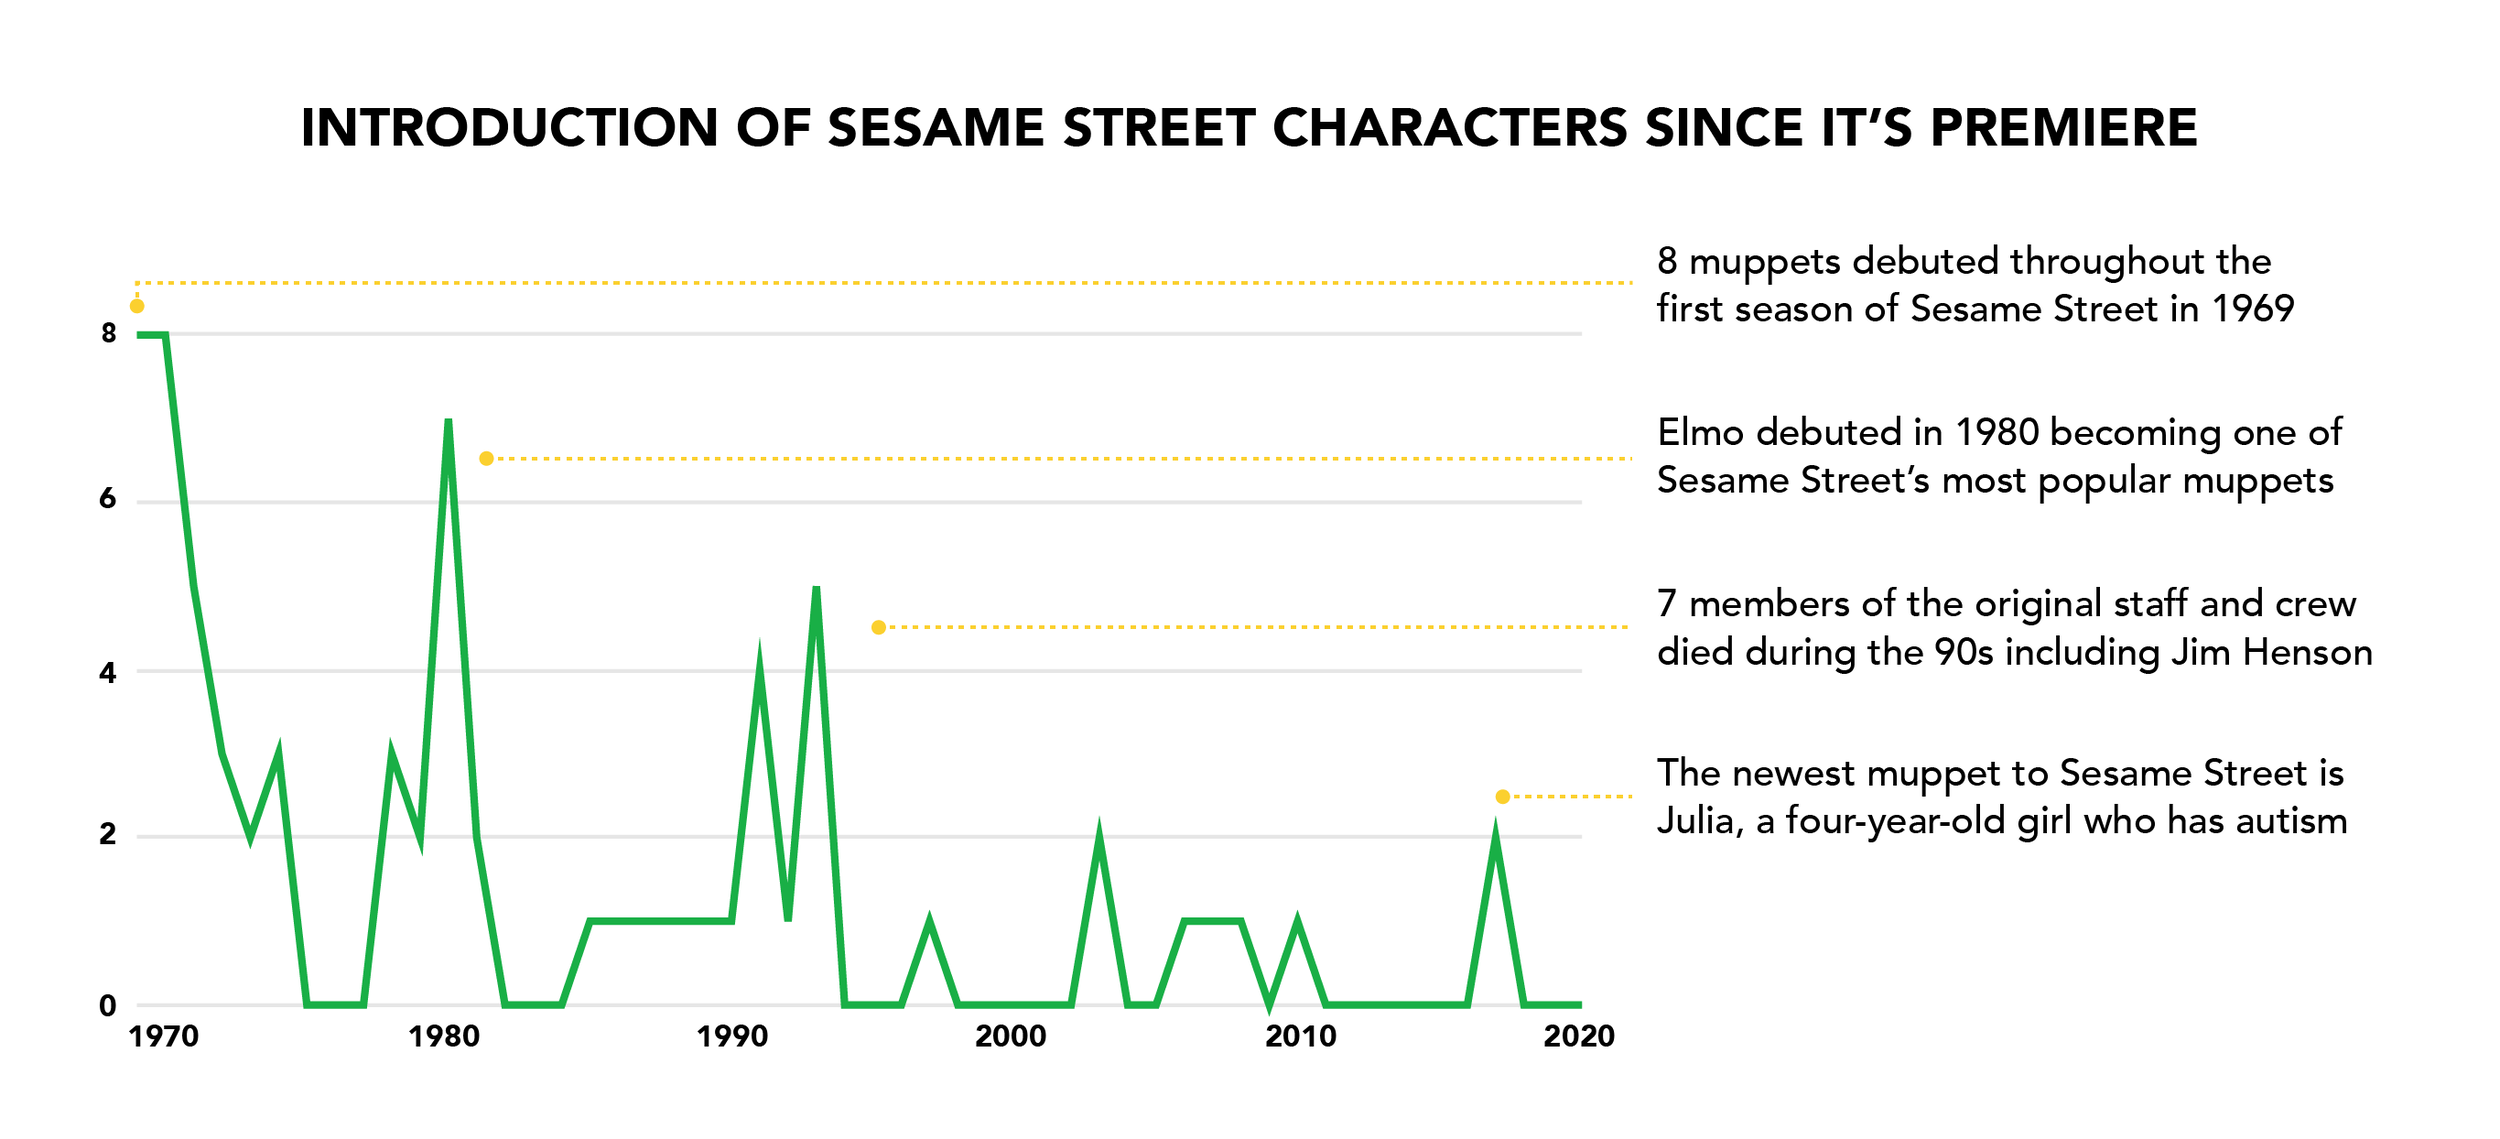 INTRODUCTION OF SESAME STREET CHARACTERS SINCE IT’S PREMIERE
8 muppets debuted throughout the
first season of Sesame Street in 1969
Elmo debuted in 1980 becoming one of
Sesame Street’s most popular muppets
7 members of the original staff and crew
died during the 90s including Jim Henson
The newest muppet to Sesame Street is
Julia, a four-year-old girl who has autism
8
6
4
2
0
1970 1980 1990 2000 2010 2020